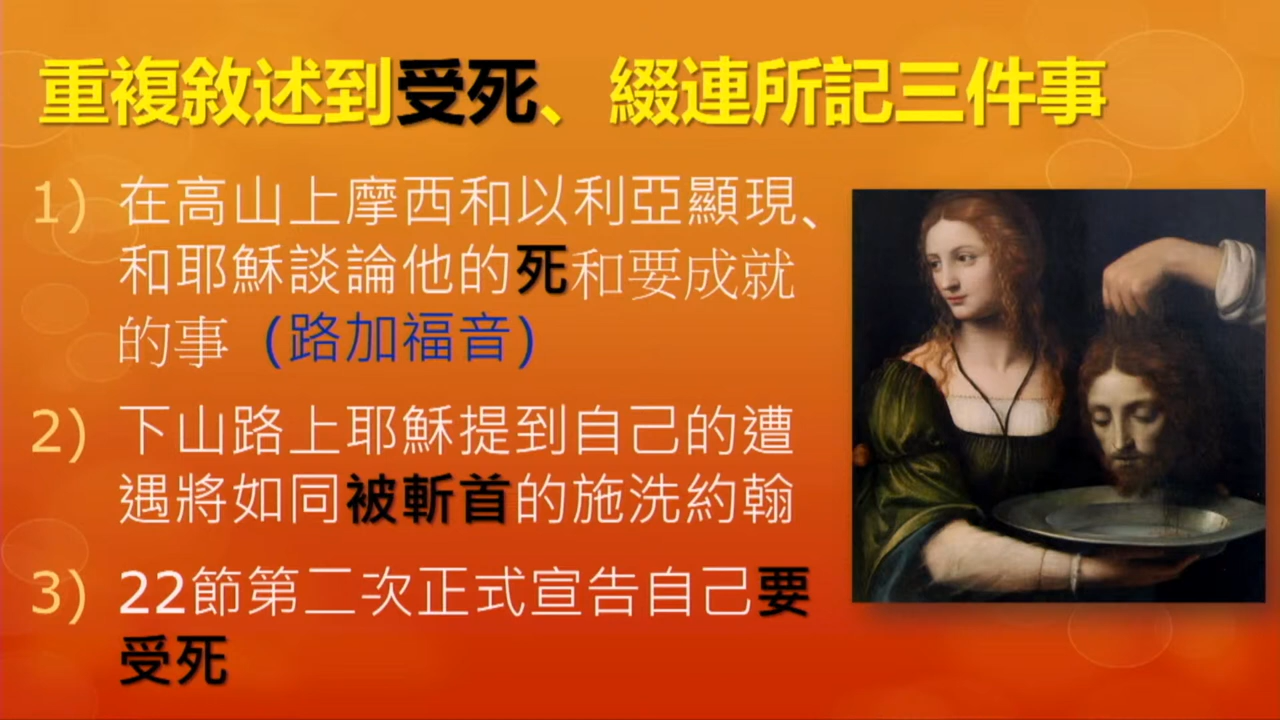 重複敘述到受死、綴連所記三件事
1) 在高山上摩西和以利亞顯現、
和耶穌談論他的死和要成就
的事 (路加福音)
2) 下山路上耶穌提到自己的遭
遇將如同被斬首的施洗約翰
3) 22節第二次正式宣告自己要
受死